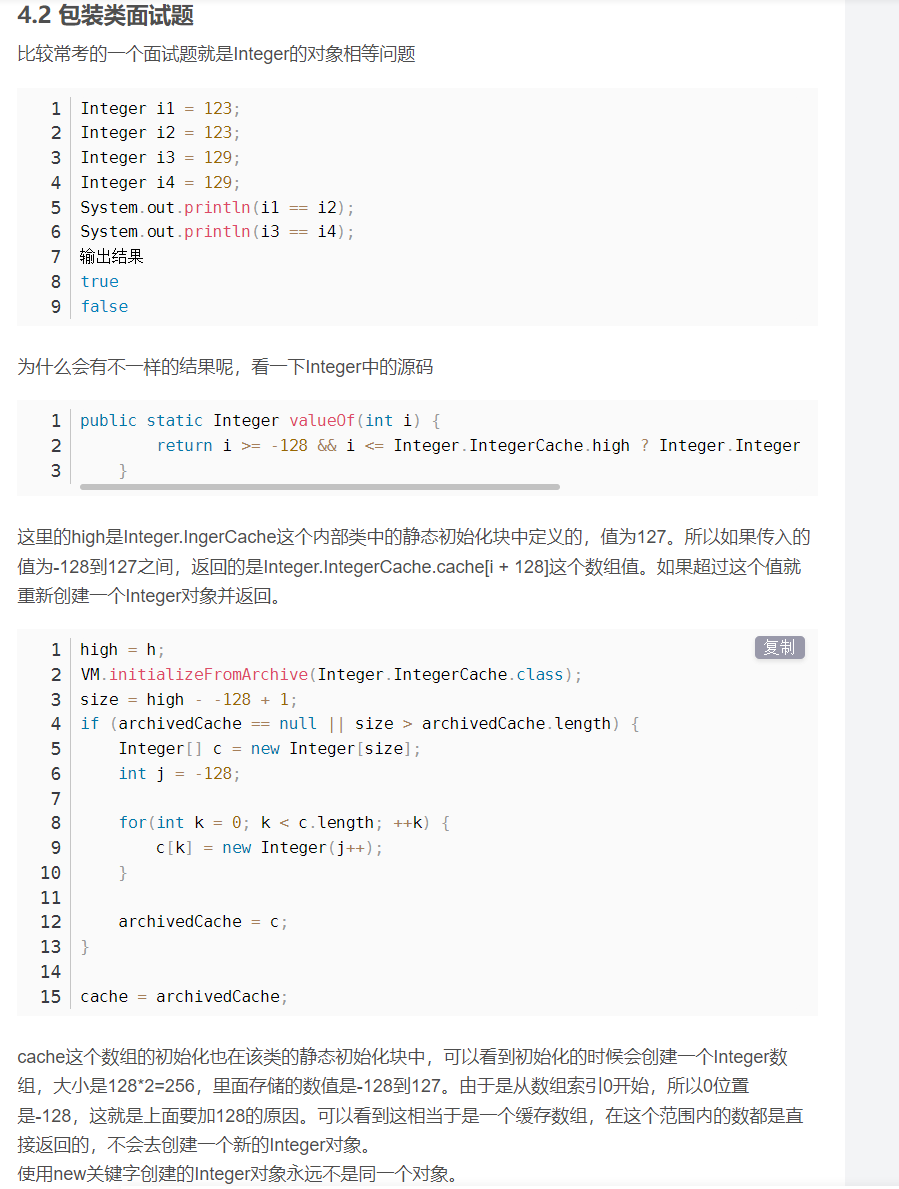 4.2 包装类面试题
比较常考的一个面试题就是Integer的对象相等问题
1 Integer i1 = 123;
2 Integer i2 = 123;
3 Integer i3 = 129;
4 Integer i4 = 129;
5 System.out.println(i1 == i2);
6 System.out.println(i3 == i4);
7 输出结果
8 true
9 false
为什么会有不一样的结果呢，看一下Integer中的源码
1 public static Integer valueOf(int i) {
2         return i >= -128 && i <= Integer.IntegerCache.high ? Integer.Integer
3     }
这里的high是Integer.IngerCache这个内部类中的静态初始化块中定义的，值为127。所以如果传入的
值为-128到127之间，返回的是Integer.IntegerCache.cache[i + 128]这个数组值。如果超过这个值就
重新创建一个Integer对象并返回。
复制
1 high = h;
2 VM.initializeFromArchive(Integer.IntegerCache.class);
3 size = high - -128 + 1;
4 if (archivedCache == null || size > archivedCache.length) {
5     Integer[] c = new Integer[size];
6     int j = -128;
7
8     for(int k = 0; k < c.length; ++k) {
9         c[k] = new Integer(j++);
10     }
11
12     archivedCache = c;
13 }
14
15 cache = archivedCache;
cache这个数组的初始化也在该类的静态初始化块中，可以看到初始化的时候会创建一个Integer数
组，大小是128*2=256，里面存储的数值是-128到127。由于是从数组索引0开始，所以0位置
是-128，这就是上面要加128的原因。可以看到这相当于是一个缓存数组，在这个范围内的数都是直
接返回的，不会去创建一个新的Integer对象。
使用new关键字创建的Integer对象永远不是同一个对象。